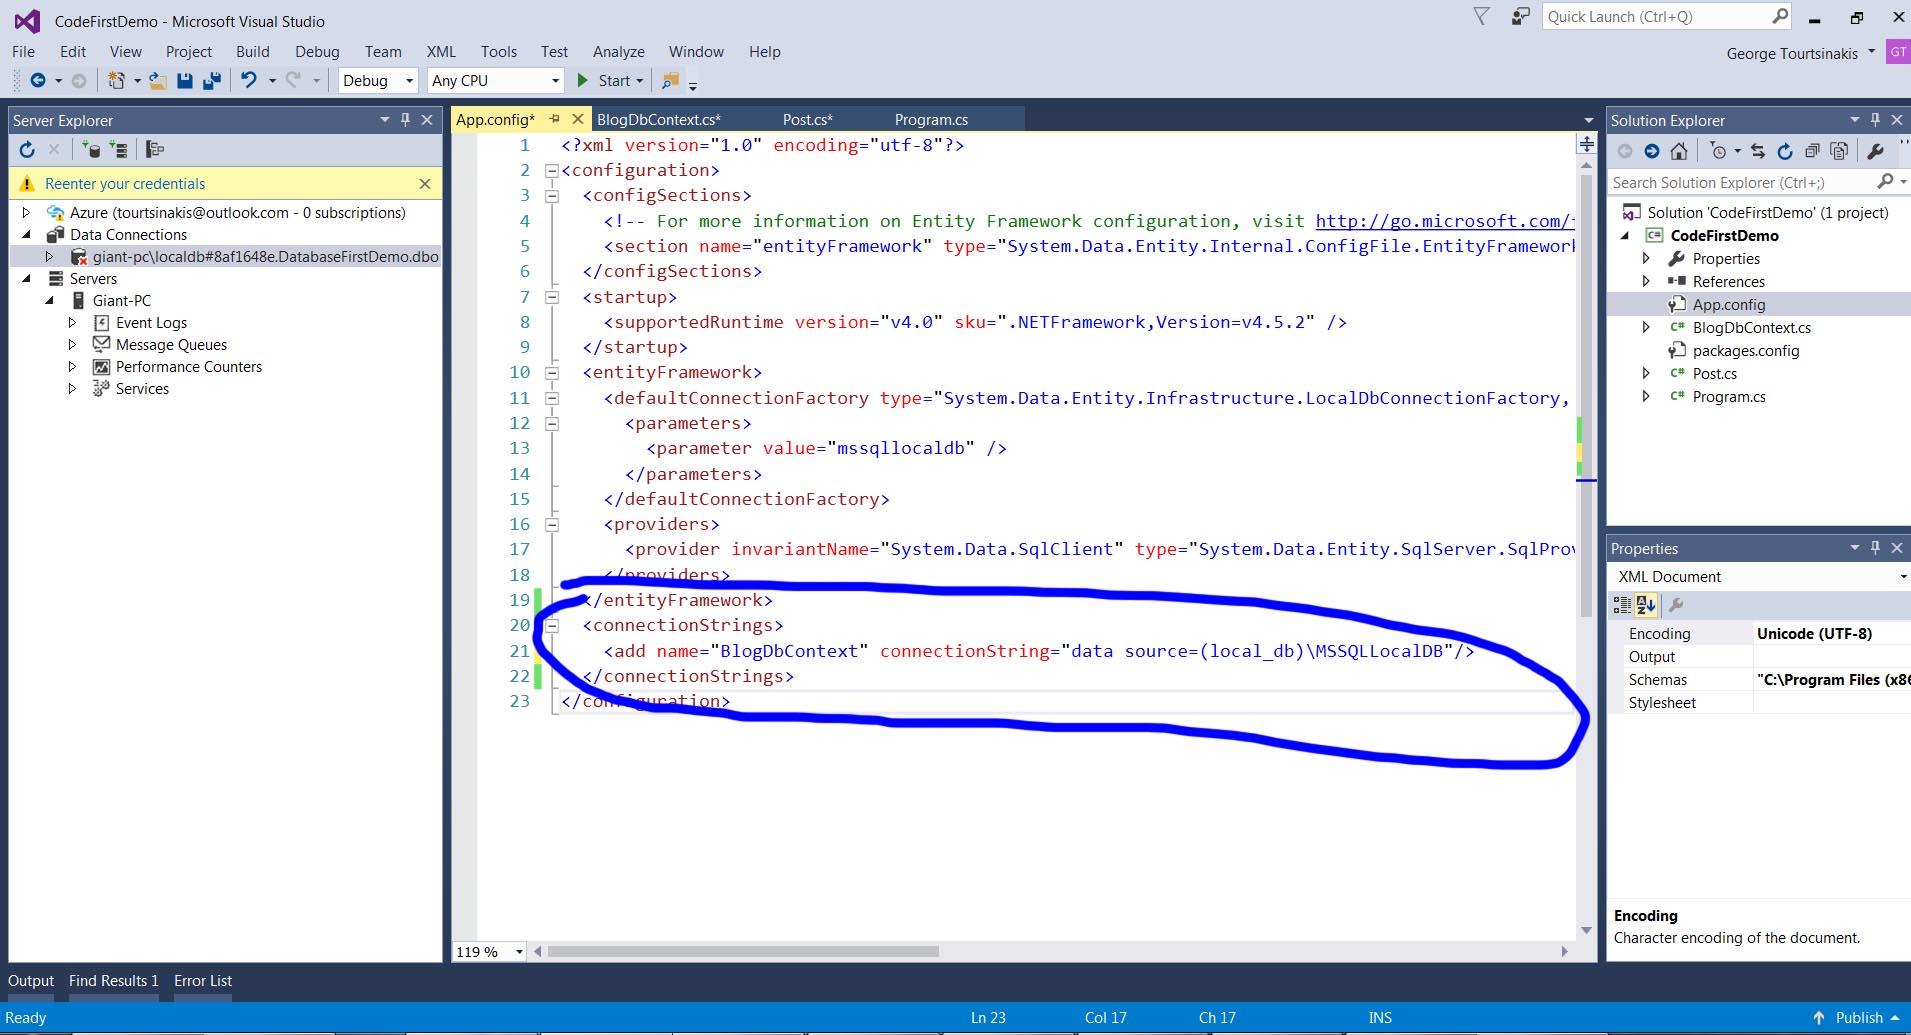 CodeFirstDemo - Microsoft Visual Studio
Quick Launch (Ctrl+Q)
File Edit View Project Build Debug Team XML Tools Test Analyze Window Help
George Tourtsinakis GT
Debug Any CPU Start
Server Explorer
Reenter your credentials
Azure (tourtsinakis@outlook.com - 0 subscriptions)
Data Connections
giant-pc\localdb#8af1648e.DatabaseFirstDemo.dbo
Servers
Giant-PC
Event Logs
Message Queues
Performance Counters
Services
App.config* BlogDbContext.cs* Post.cs* Program.cs
1 <?xml version="1.0" encoding="utf-8"?>
2 <configuration>
3 <configSections>
4 <!-- For more information on Entity Framework configuration, visit http://go.microsoft.com/
5 <section name="entityFramework" type="System.Data.Entity.Internal.ConfigFile.EntityFramework
6 </configSections>
7 <startup>
8 <supportedRuntime version="v4.0" sku=".NETFramework,Version=v4.5.2" />
9 </startup>
10 <entityFramework>
11 <defaultConnectionFactory type="System.Data.Entity.Infrastructure.LocalDbConnectionFactory,
12 <parameters>
13 <parameter value="mssqllocaldb" />
14 </parameters>
15 </defaultConnectionFactory>
16 <providers>
17 <provider invariantName="System.Data.SqlClient" type="System.Data.Entity.SqlServer.SqlProv
18 </providers>
19 </entityFramework>
20 <connectionStrings>
21 <add name="BlogDbContext" connectionString="data source=(local_db)\MSSQLLocalDB"/>
22 </connectionStrings>
23 </configuration>
119 %
Solution Explorer
Search Solution Explorer (Ctrl+;)
Solution 'CodeFirstDemo' (1 project)
C# CodeFirstDemo
Properties
References
App.config
C# BlogDbContext.cs
packages.config
C# Post.cs
C# Program.cs
Properties
XML Document
Encoding Unicode (UTF-8)
Output
Schemas "C:\Program Files (x86
Stylesheet
Encoding
Character encoding of the document.
Output Find Results 1 Error List
Ready Ln 23 Col 17 Ch 17 INS Publish